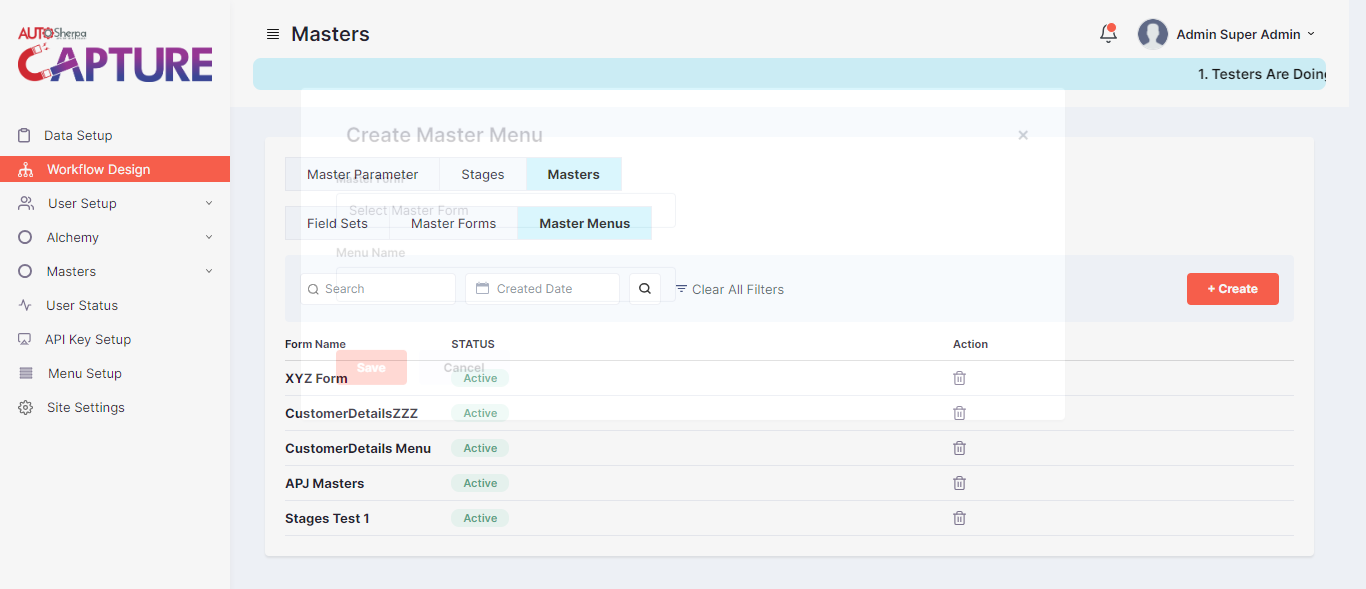 AUTOSherpa
CAPTURE
Data Setup
Workflow Design
User Setup
Alchemy
Masters
User Status
API Key Setup
Menu Setup
Site Settings
Masters
Admin Super Admin
1. Testers Are Doing
Create Master Menu ×
Master Parameter Stages Masters
Master Form
Select Master Form
Field Sets Master Forms Master Menus
Menu Name
Search Created Date Clear All Filters + Create
Form Name STATUS Action
Save Cancel
XYZ Form Active
CustomerDetailsZZZ Active
CustomerDetails Menu Active
APJ Masters Active
Stages Test 1 Active